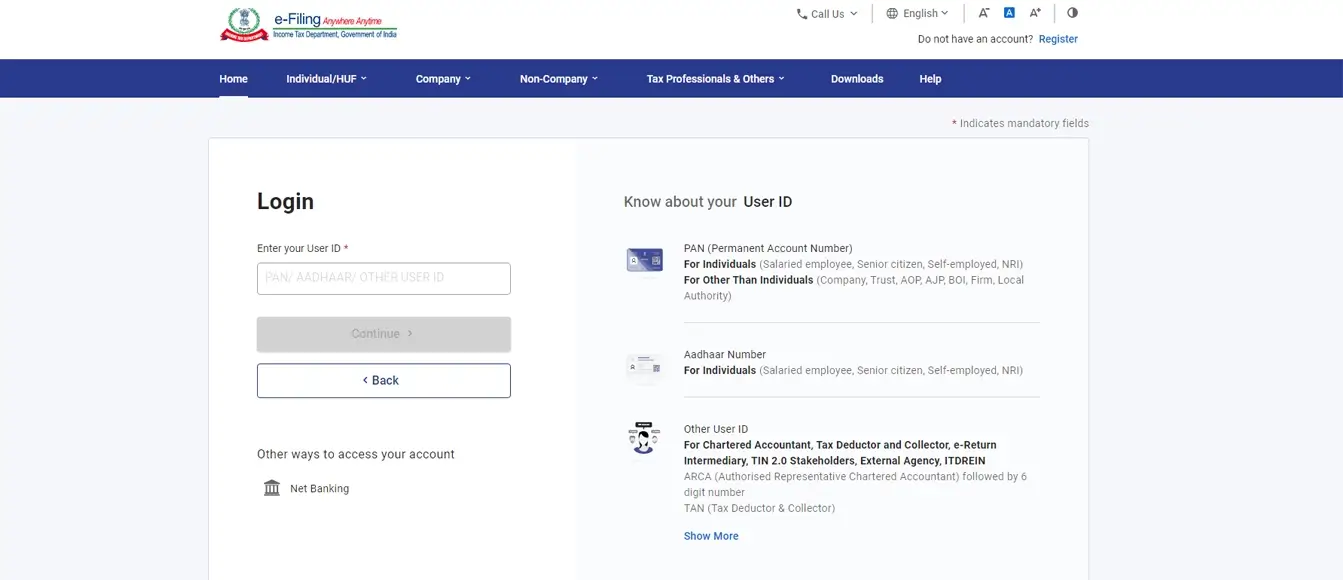 e-Filing Anywhere Anytime
Income Tax Department, Government of India
Call Us
English
A-
A
A+
Do not have an account? Register
Home
Individual/HUF
Company
Non-Company
Tax Professionals & Others
Downloads
Help
* Indicates mandatory fields
Login
Enter your User ID *
PAN/ AADHAAR/ OTHER USER ID
Continue >
< Back
Other ways to access your account
Net Banking
Know about your User ID
PAN (Permanent Account Number)
For Individuals (Salaried employee, Senior citizen, Self-employed, NRI)
For Other Than Individuals (Company, Trust, AOP, AJP, BOI, Firm, Local
Authority)
Aadhaar Number
For Individuals (Salaried employee, Senior citizen, Self-employed, NRI)
Other User ID
For Chartered Accountant, Tax Deductor and Collector, e-Return
Intermediary, TIN 2.0 Stakeholders, External Agency, ITDREIN
ARCA (Authorised Representative Chartered Accountant) followed by 6
digit number
TAN (Tax Deductor & Collector)
Show More